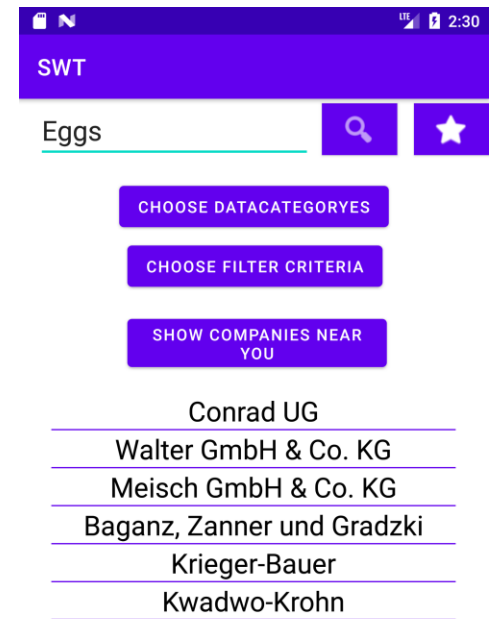 LTE 2:30
SWT
Eggs
CHOOSE DATACATEGORYES
CHOOSE FILTER CRITERIA
SHOW COMPANIES NEAR
YOU
Conrad UG
Walter GmbH & Co. KG
Meisch GmbH & Co. KG
Baganz, Zanner und Gradzki
Krieger-Bauer
Kwadwo-Krohn